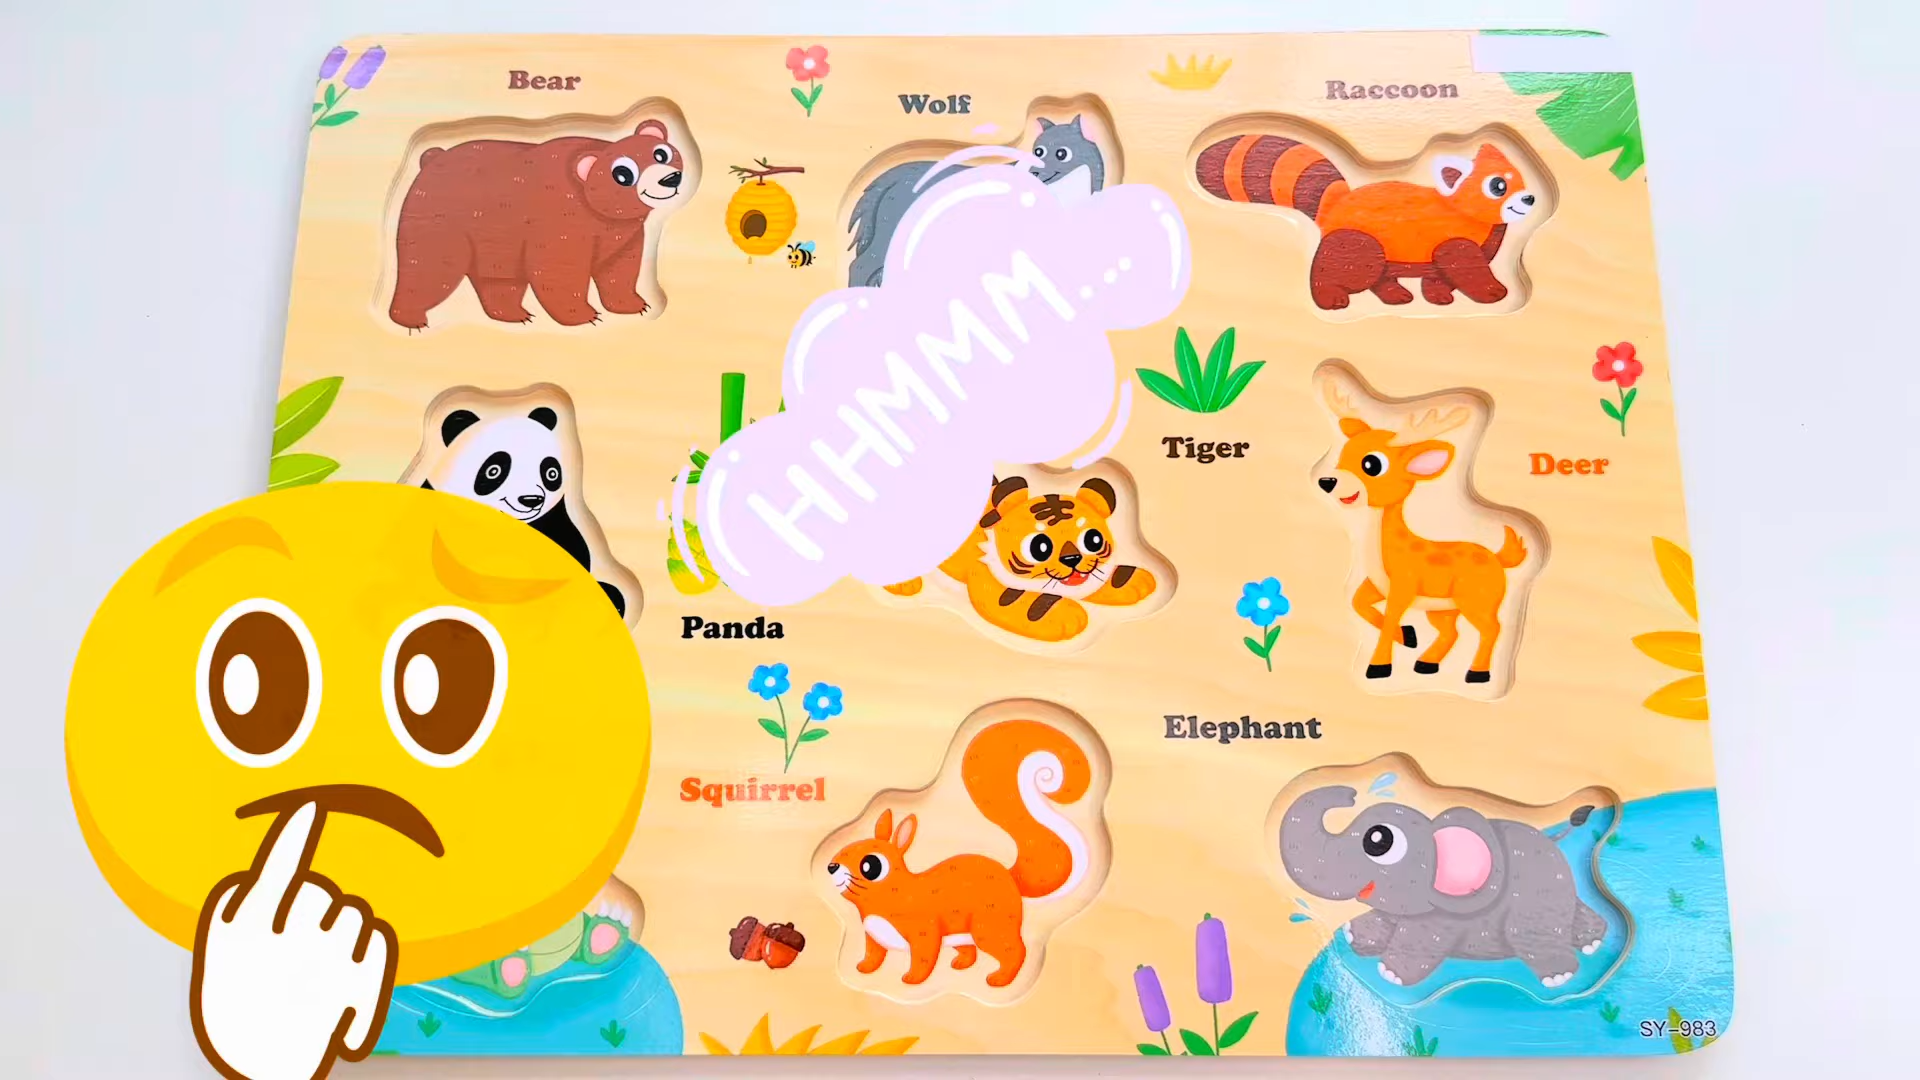 Bear
Wolf
Raccoon
HHMMM...
Tiger
Deer
Panda
Elephant
Squirrel
SY-983